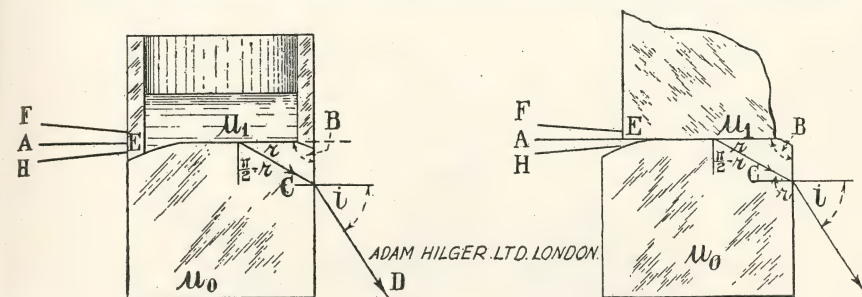 F
A
H
E
μ₁
B
r
π/2 - r
C
i
μ₀
D
ADAM HILGER. LTD. LONDON.
F
A
H
E
μ₁
B
r
π/2 - r
C
r
i
μ₀